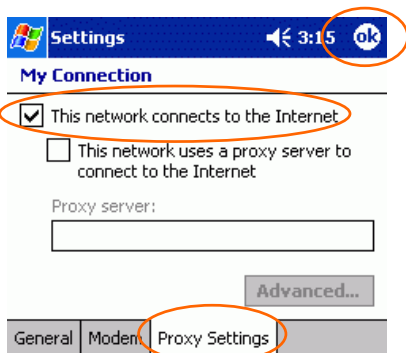 Settings 3:15 ok
My Connection
This network connects to the Internet
This network uses a proxy server to
connect to the Internet
Proxy server:
Advanced...
General Modem Proxy Settings